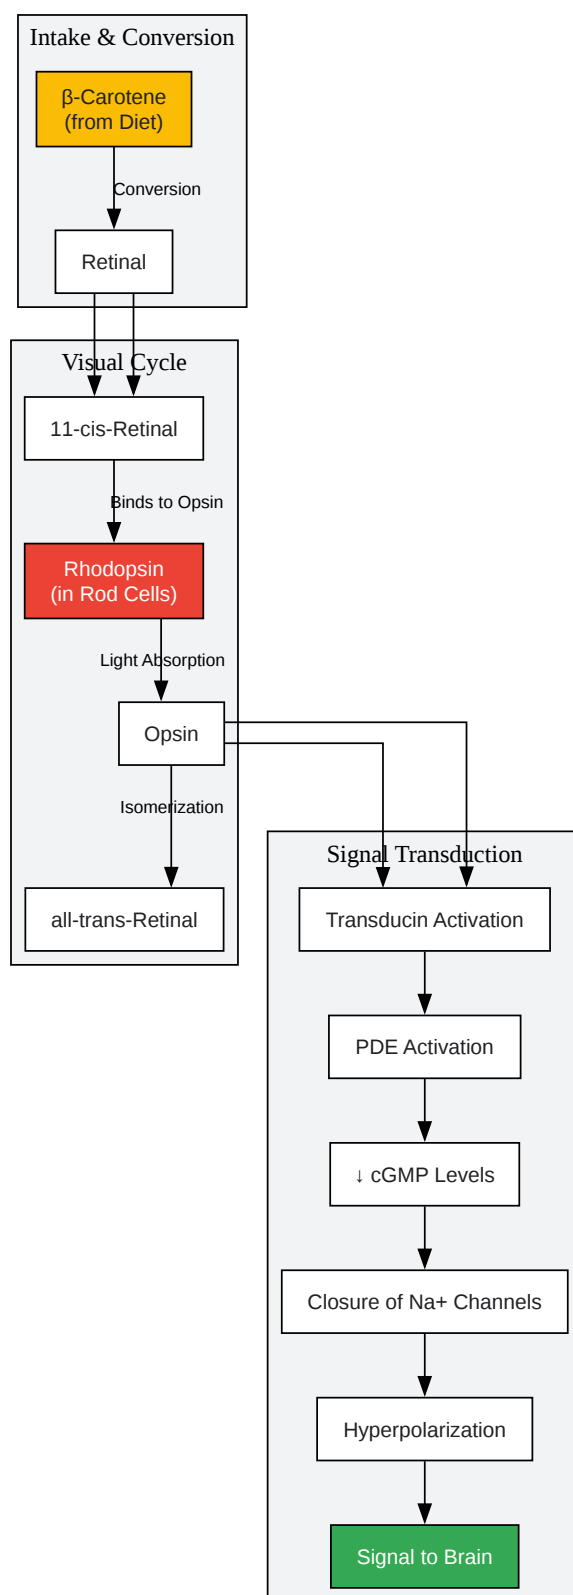 Intake & Conversion
β-Carotene
(from Diet)
Conversion
Retinal
Visual Cycle
11-cis-Retinal
Binds to Opsin
Rhodopsin
(in Rod Cells)
Light Absorption
Opsin
Isomerization
all-trans-Retinal
Signal Transduction
Transducin Activation
PDE Activation
↓ cGMP Levels
Closure of Na+ Channels
Hyperpolarization
Signal to Brain